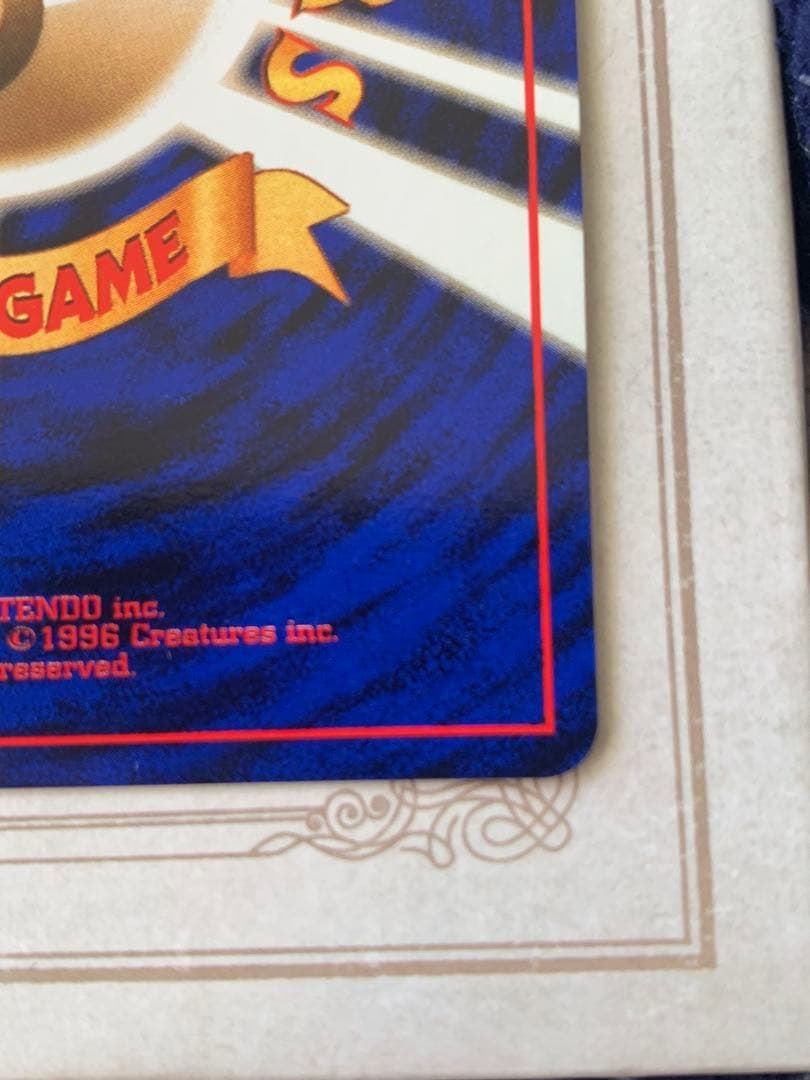 S
GAME
TENDO inc.
©1996 Creatures inc.
reserved.